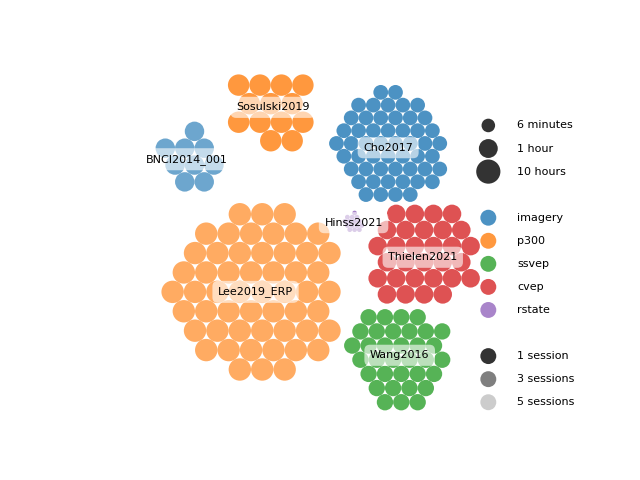 Sosulski2019
Cho2017
BNCI2014_001
Hinss2021
Thielen2021
Lee2019_ERP
Wang2016
6 minutes
1 hour
10 hours
imagery
p300
ssvep
cvep
rstate
1 session
3 sessions
5 sessions